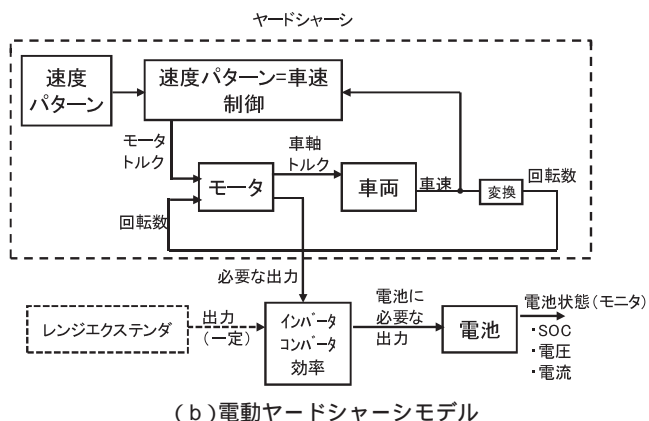 ヤードシャーシ
速度
パターン
速度パターン=車速
制御
モータ
トルク
車軸
トルク
モータ
車両
車速
変換
回転数
回転数
必要な出力
レンジエクステンダ
出力
(一定)
インバータ
コンバータ
効率
電池に
必要な
出力
電池
電池状態(モニタ)
・SOC
・電圧
・電流
(b)電動ヤードシャーシモデル